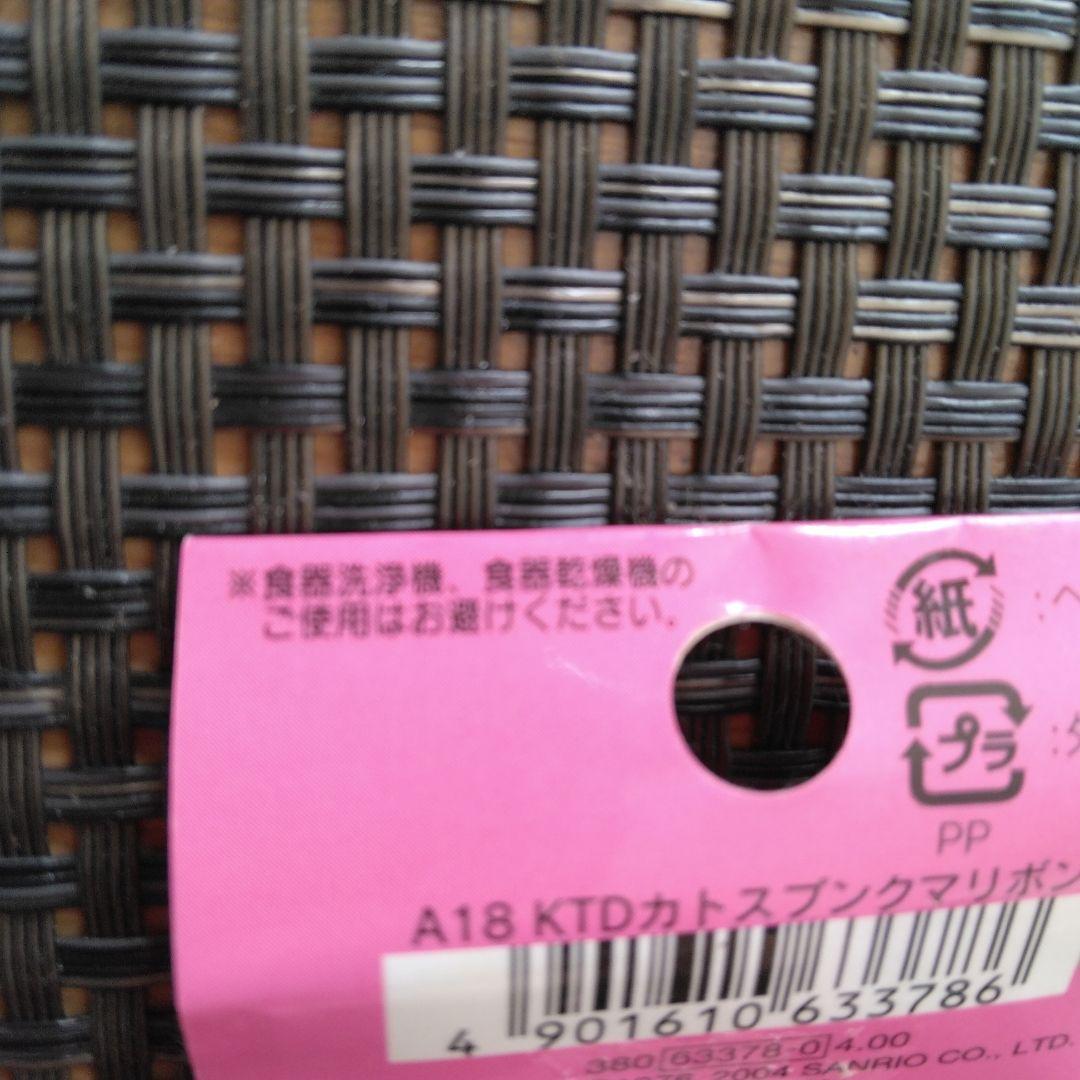 ※食器洗浄機、食器乾燥機の
ご使用はお避けください。
紙
:ヘ
プラ
PP
A18 KTDカトスプンクマリボン
4 901610 633786
380 63378-0 4.00
1976, 2004 SANRIO CO., LTD.